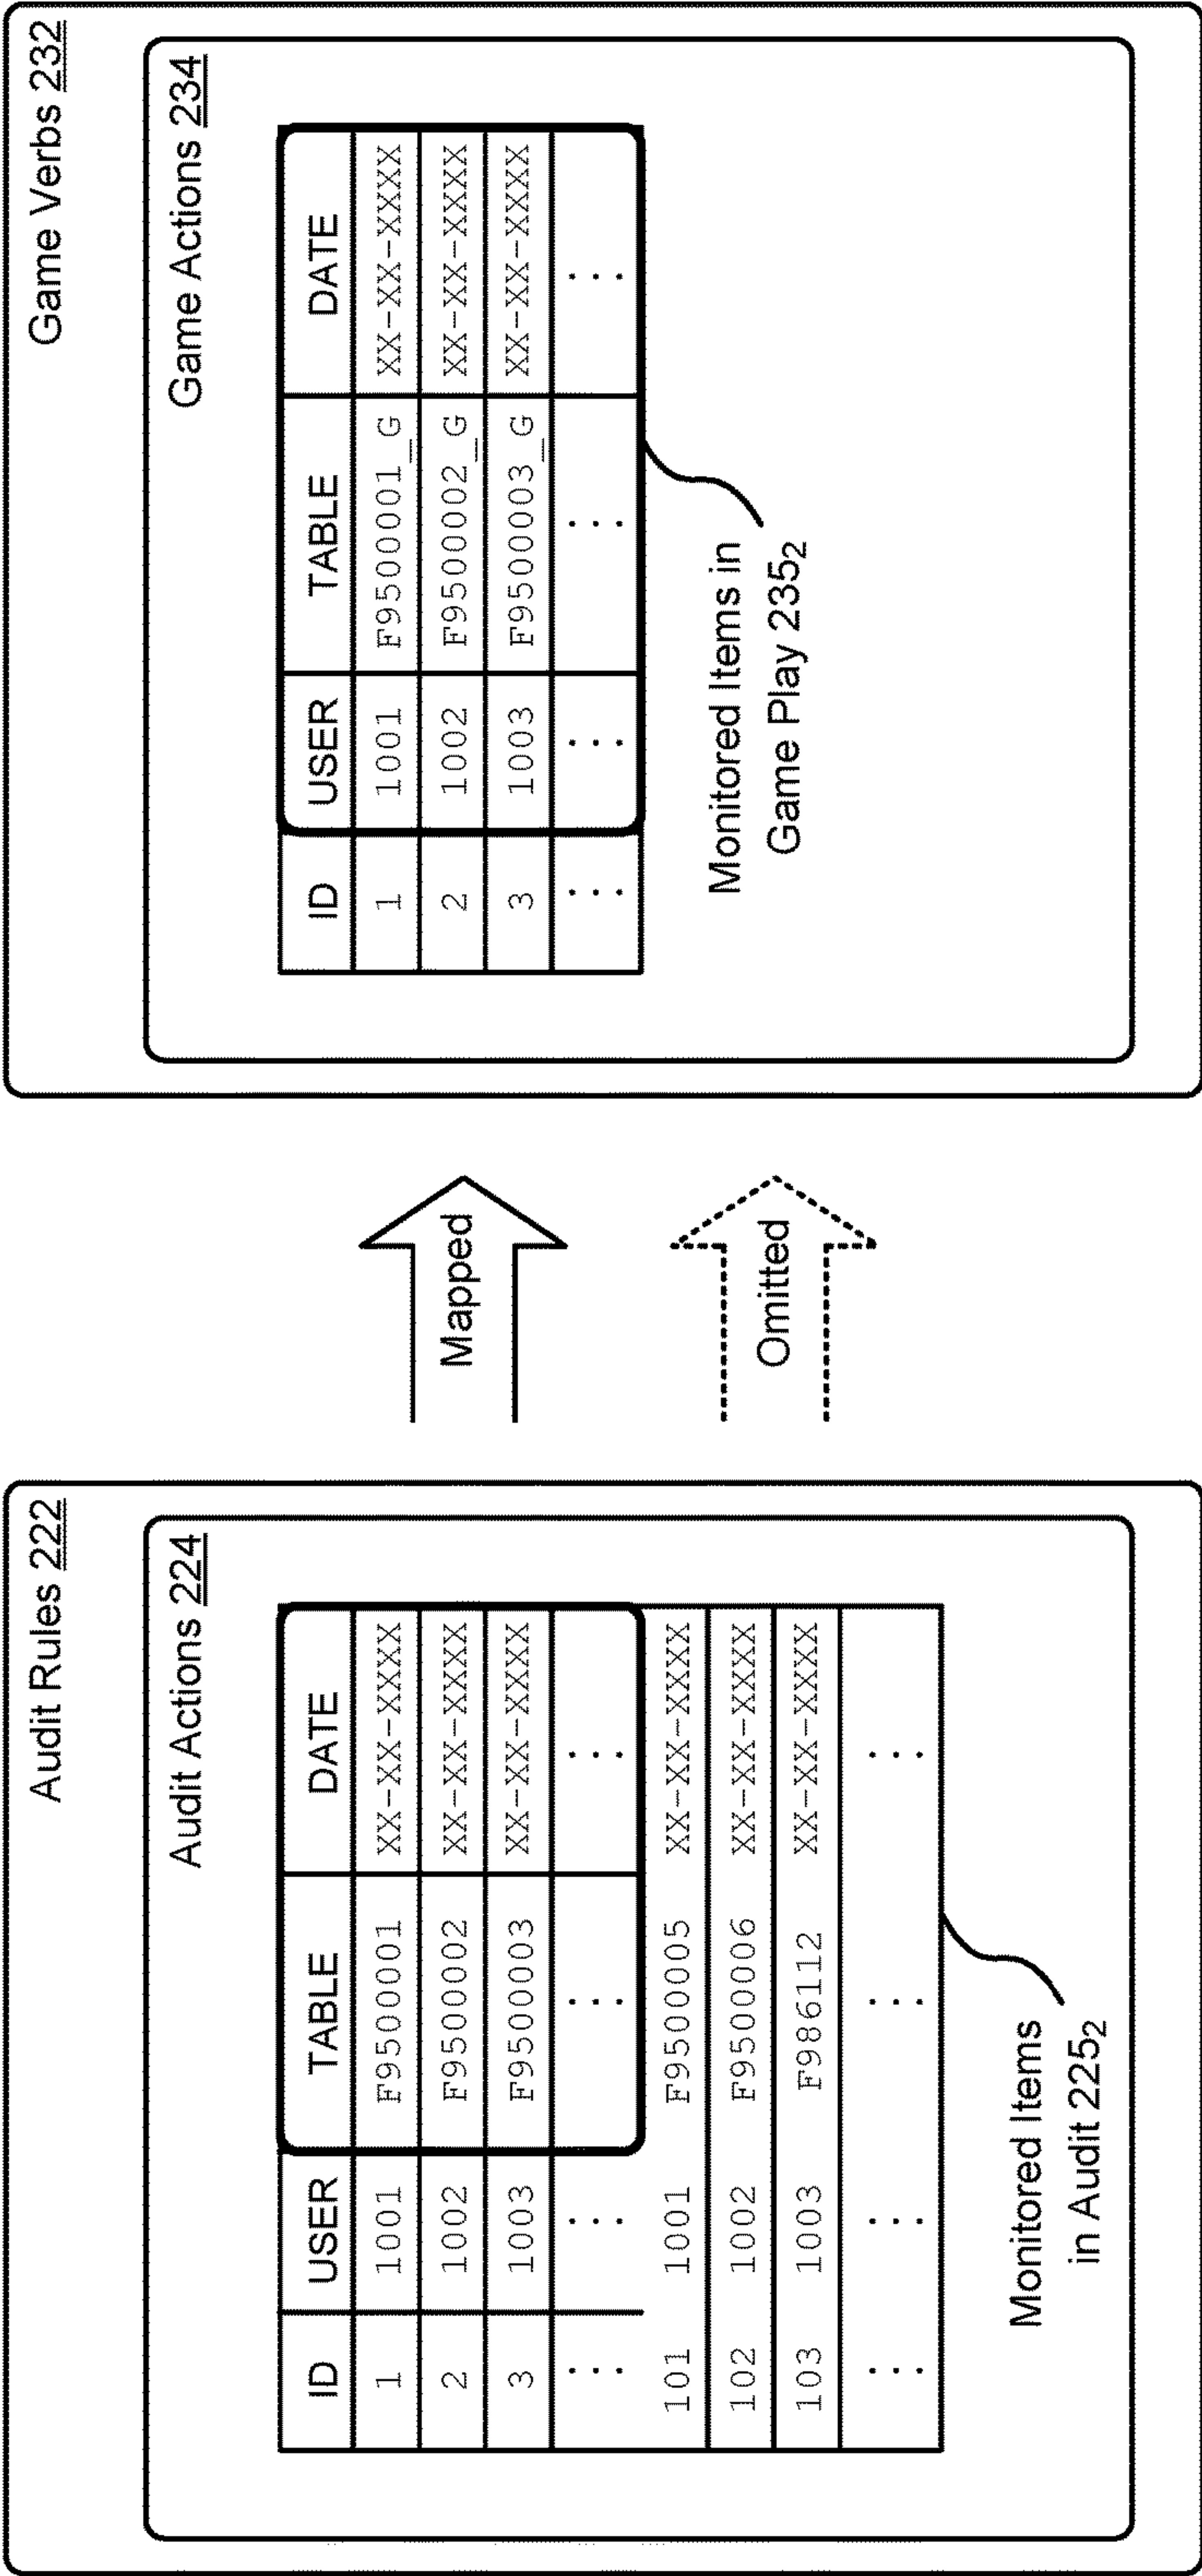 Audit Rules 222
Audit Actions 224
ID USER TABLE DATE
1 1001 F9500001 XX-XX-XXXX
2 1002 F9500002 XX-XX-XXXX
3 1003 F9500003 XX-XX-XXXX
... ... ... ...
101 1001 F9500005 XX-XX-XXXX
102 1002 F9500006 XX-XX-XXXX
103 1003 F986112 XX-XX-XXXX
... ... ... ...
Monitored Items
in Audit 225₂
Mapped
Omitted
Game Verbs 232
Game Actions 234
ID USER TABLE DATE
1 1001 F9500001_G XX-XX-XXXX
2 1002 F9500002_G XX-XX-XXXX
3 1003 F9500003_G XX-XX-XXXX
... ... ... ...
Monitored Items in
Game Play 235₂